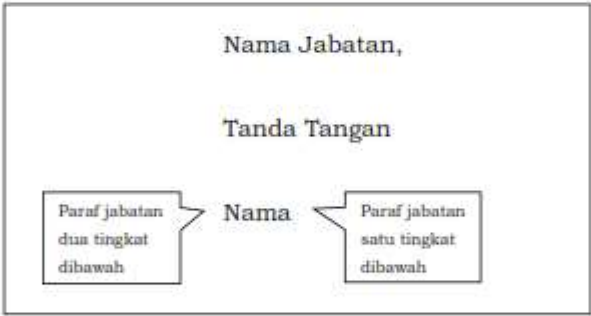 Nama Jabatan,
Tanda Tangan
Nama
Paraf jabatan
dua tingkat
dibawah
Paraf jabatan
satu tingkat
dibawah